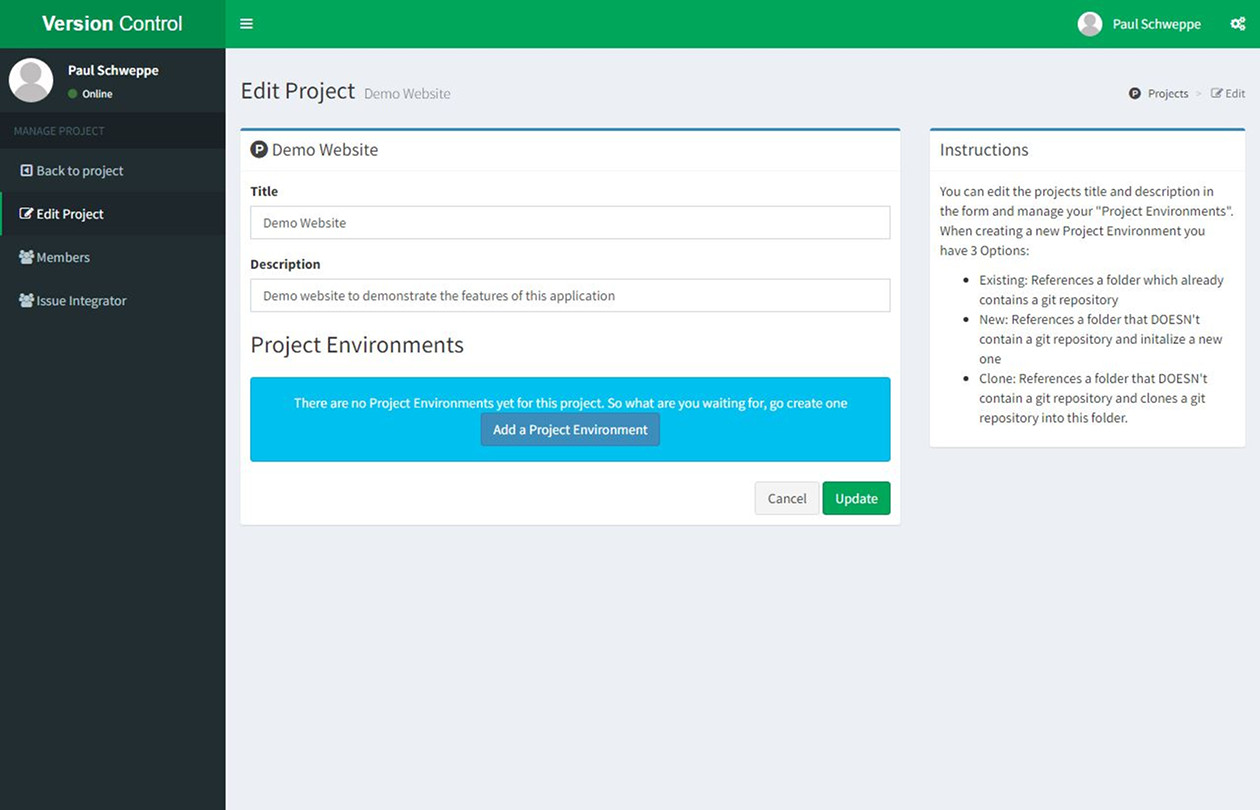 Version Control
Paul Schweppe
Paul Schweppe
Online
MANAGE PROJECT
Back to project
Edit Project
Members
Issue Integrator
Edit Project Demo Website
P Projects > Edit
P Demo Website
Title
Demo Website
Description
Demo website to demonstrate the features of this application
Project Environments
There are no Project Environments yet for this project. So what are you waiting for, go create one
Add a Project Environment
Cancel Update
Instructions
You can edit the projects title and description in
the form and manage your "Project Environments".
When creating a new Project Environment you
have 3 Options:
• Existing: References a folder which already
contains a git repository
• New: References a folder that DOESN't
contain a git repository and initalize a new
one
• Clone: References a folder that DOESN't
contain a git repository and clones a git
repository into this folder.